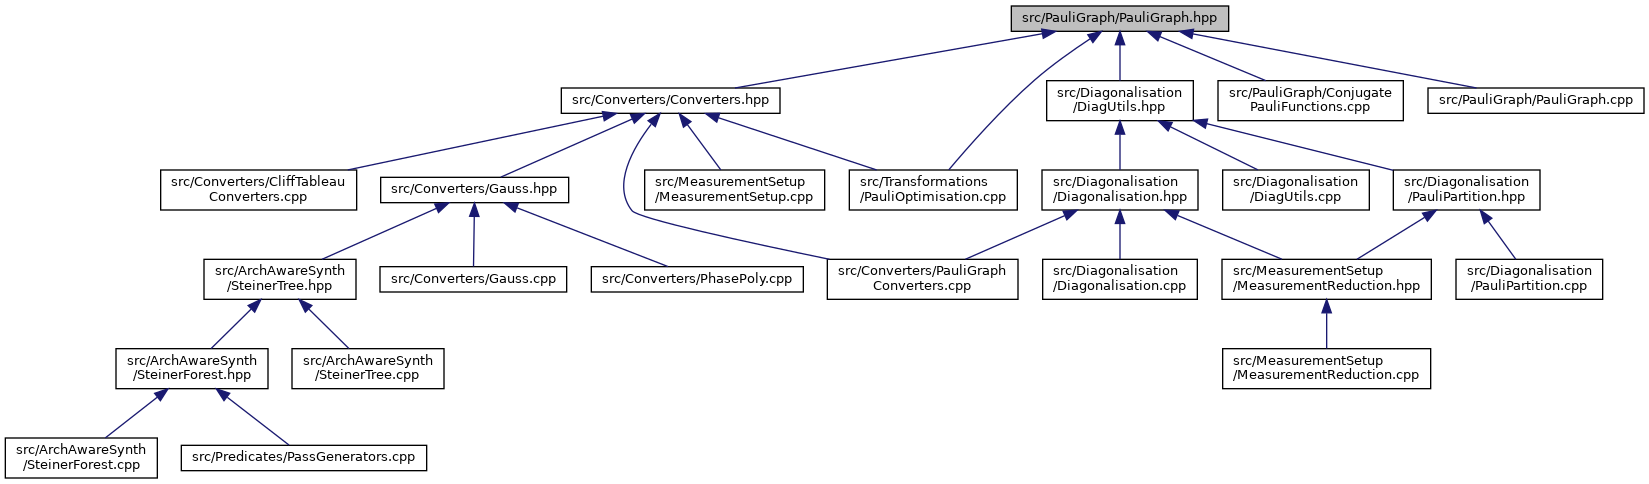 src/PauliGraph/PauliGraph.hpp
src/Converters/Converters.hpp
src/Diagonalisation
/DiagUtils.hpp
src/PauliGraph/Conjugate
PauliFunctions.cpp
src/PauliGraph/PauliGraph.cpp
src/Converters/CliffTableau
Converters.cpp
src/Converters/Gauss.hpp
src/MeasurementSetup
/MeasurementSetup.cpp
src/Transformations
/PauliOptimisation.cpp
src/Diagonalisation
/Diagonalisation.hpp
src/Diagonalisation
/DiagUtils.cpp
src/Diagonalisation
/PauliPartition.hpp
src/ArchAwareSynth
/SteinerTree.hpp
src/Converters/Gauss.cpp
src/Converters/PhasePoly.cpp
src/Converters/PauliGraph
Converters.cpp
src/Diagonalisation
/Diagonalisation.cpp
src/MeasurementSetup
/MeasurementReduction.hpp
src/Diagonalisation
/PauliPartition.cpp
src/ArchAwareSynth
/SteinerForest.hpp
src/ArchAwareSynth
/SteinerTree.cpp
src/MeasurementSetup
/MeasurementReduction.cpp
src/ArchAwareSynth
/SteinerForest.cpp
src/Predicates/PassGenerators.cpp